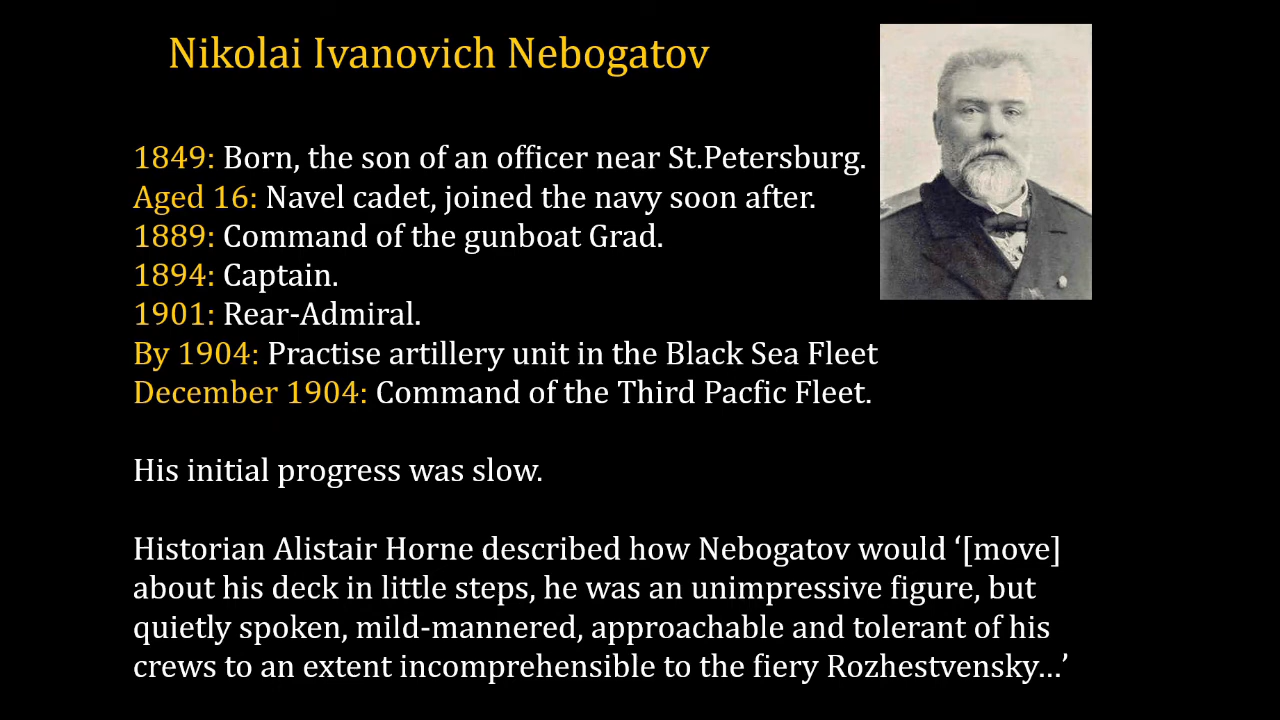 Nikolai Ivanovich Nebogatov
1849: Born, the son of an officer near St.Petersburg.
Aged 16: Navel cadet, joined the navy soon after.
1889: Command of the gunboat Grad.
1894: Captain.
1901: Rear-Admiral.
By 1904: Practise artillery unit in the Black Sea Fleet
December 1904: Command of the Third Pacfic Fleet.
His initial progress was slow.
Historian Alistair Horne described how Nebogatov would ‘[move]
about his deck in little steps, he was an unimpressive figure, but
quietly spoken, mild-mannered, approachable and tolerant of his
crews to an extent incomprehensible to the fiery Rozhestvensky…’